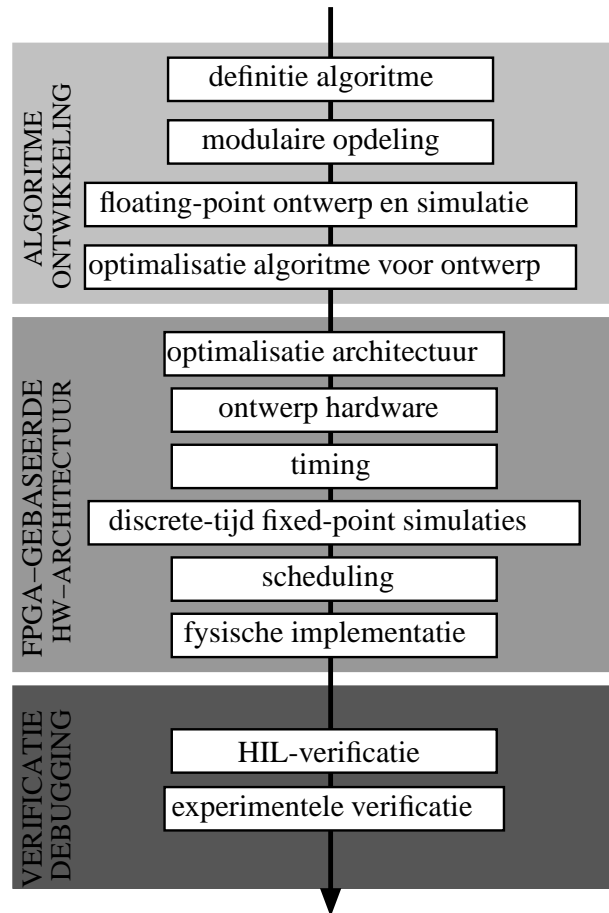 ALGORITME
ONTWIKKELING
definitie algoritme
modulaire opdeling
floating-point ontwerp en simulatie
optimalisatie algoritme voor ontwerp
FPGA−GEBASEERDE
HW−ARCHITECTUUR
optimalisatie architectuur
ontwerp hardware
timing
discrete-tijd fixed-point simulaties
scheduling
fysische implementatie
VERIFICATIE
DEBUGGING
HIL-verificatie
experimentele verificatie